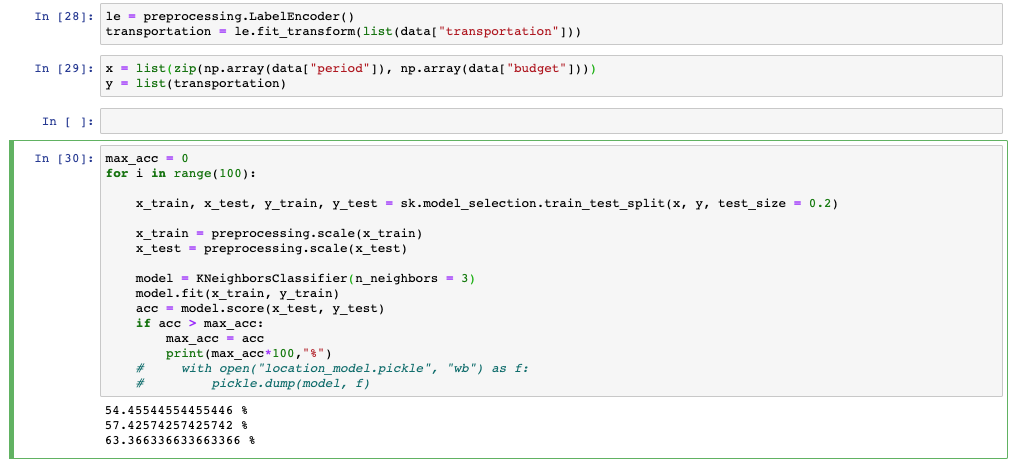 In [28]: le = preprocessing.LabelEncoder()
transportation = le.fit_transform(list(data["transportation"]))
In [29]: x = list(zip(np.array(data["period"]), np.array(data["budget"])))
y = list(transportation)
In [ ]:
In [30]: max_acc = 0
for i in range(100):
x_train, x_test, y_train, y_test = sk.model_selection.train_test_split(x, y, test_size = 0.2)
x_train = preprocessing.scale(x_train)
x_test = preprocessing.scale(x_test)
model = KNeighborsClassifier(n_neighbors = 3)
model.fit(x_train, y_train)
acc = model.score(x_test, y_test)
if acc > max_acc:
max_acc = acc
print(max_acc*100,"%")
# with open("location_model.pickle", "wb") as f:
# pickle.dump(model, f)
54.45544554455446 %
57.42574257425742 %
63.366336633663366 %